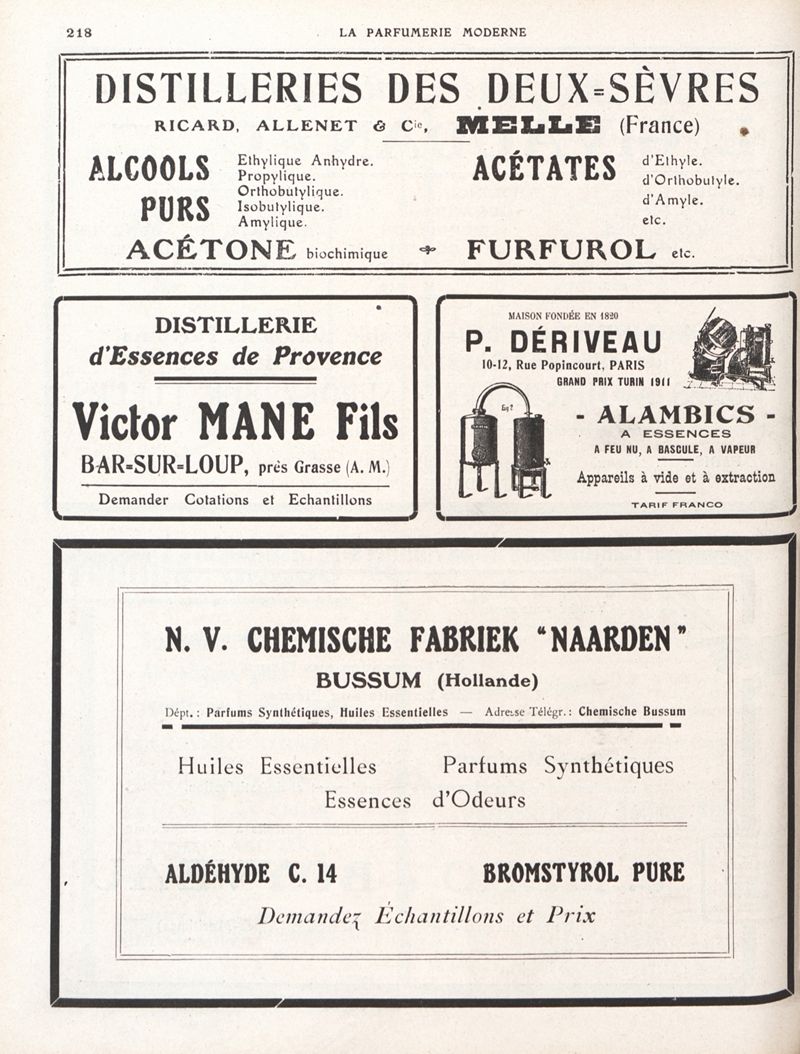 218
LA PARFUMERIE MODERNE
DISTILLERIES DES DEUX=SÈVRES
RICARD, ALLENET & Cie, MELLE (France)
ALCOOLS PURS
Ethylique Anhydre.
Propylique.
Orthobutylique.
Isobutylique.
Amylique.
ACÉTATES
d'Ethyle.
d'Orthobutyle.
d'Amyle.
etc.
ACÉTONE biochimique
FURFUROL etc.
DISTILLERIE
d'Essences de Provence
Victor MANE Fils
BAR=SUR=LOUP, près Grasse (A. M.)
Demander Cotations et Echantillons
MAISON FONDÉE EN 1820
P. DÉRIVEAU
10-12, Rue Popincourt, PARIS
GRAND PRIX TURIN 1911
Fig 2
- ALAMBICS -
A ESSENCES
A FEU NU, A BASCULE, A VAPEUR
Appareils à vide et à extraction
TARIF FRANCO
N. V. CHEMISCHE FABRIEK "NAARDEN"
BUSSUM (Hollande)
Dépt. : Parfums Synthétiques, Huiles Essentielles — Adresse Télégr. : Chemische Bussum
Huiles Essentielles Parfums Synthétiques
Essences d'Odeurs
ALDÉHYDE C. 14 BROMSTYROL PURE
Demandez Échantillons et Prix